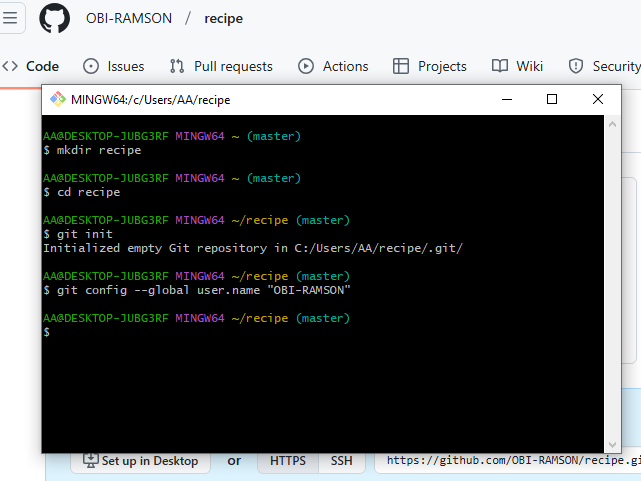 OBI-RAMSON / recipe
<> Code Issues Pull requests Actions Projects Wiki Security
MINGW64:/c/Users/AA/recipe
AA@DESKTOP-JUBG3RF MINGW64 ~ (master)
$ mkdir recipe
AA@DESKTOP-JUBG3RF MINGW64 ~ (master)
$ cd recipe
AA@DESKTOP-JUBG3RF MINGW64 ~/recipe (master)
$ git init
Initialized empty Git repository in C:/Users/AA/recipe/.git/
AA@DESKTOP-JUBG3RF MINGW64 ~/recipe (master)
$ git config --global user.name "OBI-RAMSON"
AA@DESKTOP-JUBG3RF MINGW64 ~/recipe (master)
$
Set up in Desktop or HTTPS SSH https://github.com/OBI-RAMSON/recipe.gi